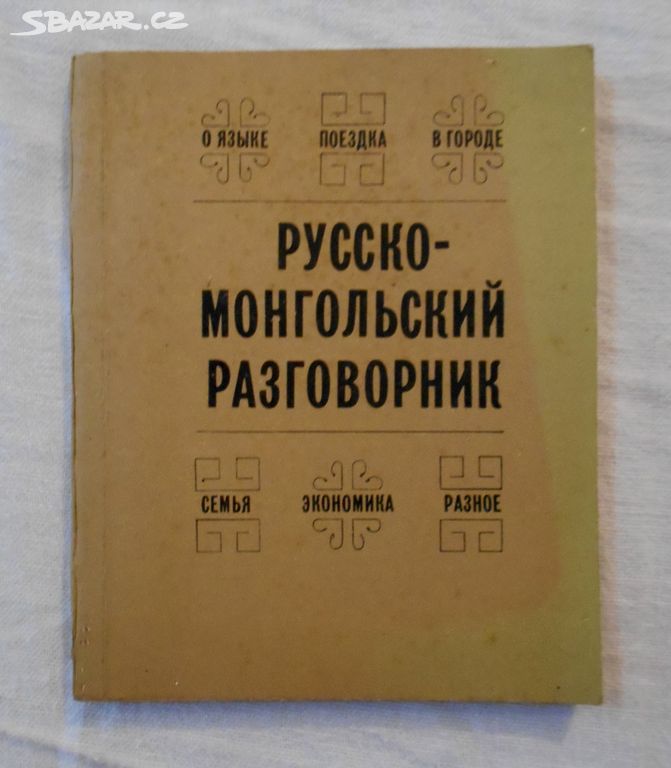 SBAZAR.CZ
О ЯЗЫКЕ ПОЕЗДКА В ГОРОДЕ
РУССКО-
МОНГОЛЬСКИЙ
РАЗГОВОРНИК
СЕМЬЯ ЭКОНОМИКА РАЗНОЕ